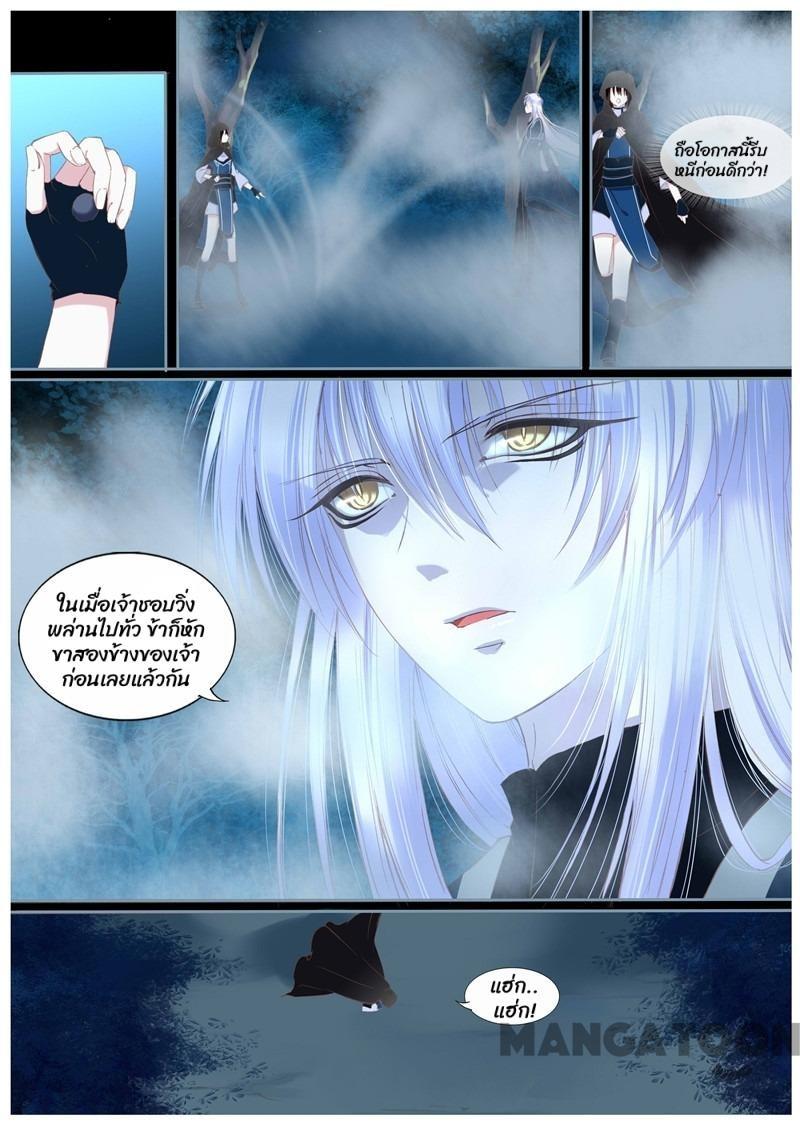 ถือโอกาสนี้รีบ
หนีก่อนดีกว่า!
ในเมื่อเจ้าชอบวิ่ง
พล่านไปทั่ว ข้าก็หัก
ขาสองข้างของเจ้า
ก่อนเลยแล้วกัน
แฮ่ก..
แฮ่ก!
MANGATOON